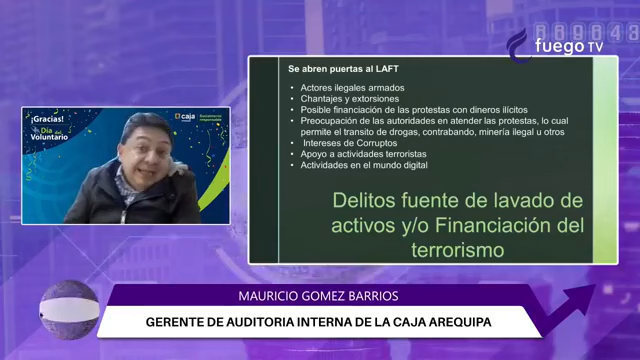 fuego TV
¡Gracias!
Día del
Voluntario
caja
Socialmente
responsable
Se abren puertas al LAFT
• Actores ilegales armados
• Chantajes y extorsiones
• Posible financiación de las protestas con dineros ilícitos
• Preocupación de las autoridades en atender las protestas, lo cual
permite el transito de drogas, contrabando, minería ilegal u otros
• Intereses de Corruptos
• Apoyo a actividades terroristas
• Actividades en el mundo digital
Delitos fuente de lavado de
activos y/o Financiación del
terrorismo
MAURICIO GOMEZ BARRIOS
GERENTE DE AUDITORIA INTERNA DE LA CAJA AREQUIPA